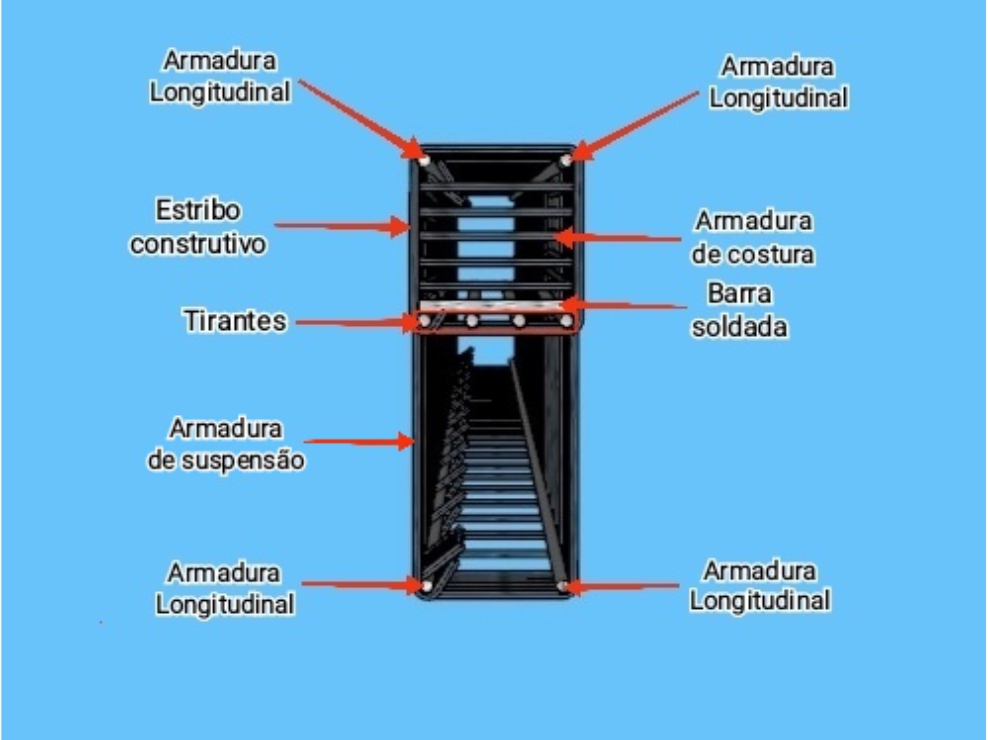 Armadura
Longitudinal
Armadura
Longitudinal
Estribo
construtivo
Armadura
de costura
Barra
soldada
Tirantes
Armadura
de suspensão
Armadura
Longitudinal
Armadura
Longitudinal